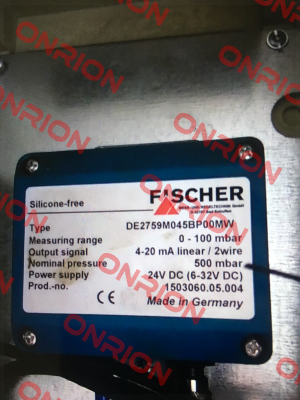 ONRION
ONRION
ONRION
ONRION
Silicone-free
FISCHER
Type DE2759M045BP00MW
Measuring range 0 - 100 mbar
Output signal 4-20 mA linear / 2wire
Nominal pressure 500 mbar
Power supply 24V DC (6-32V DC)
Prod.-no. 1503060.05.004
CE
Made in Germany